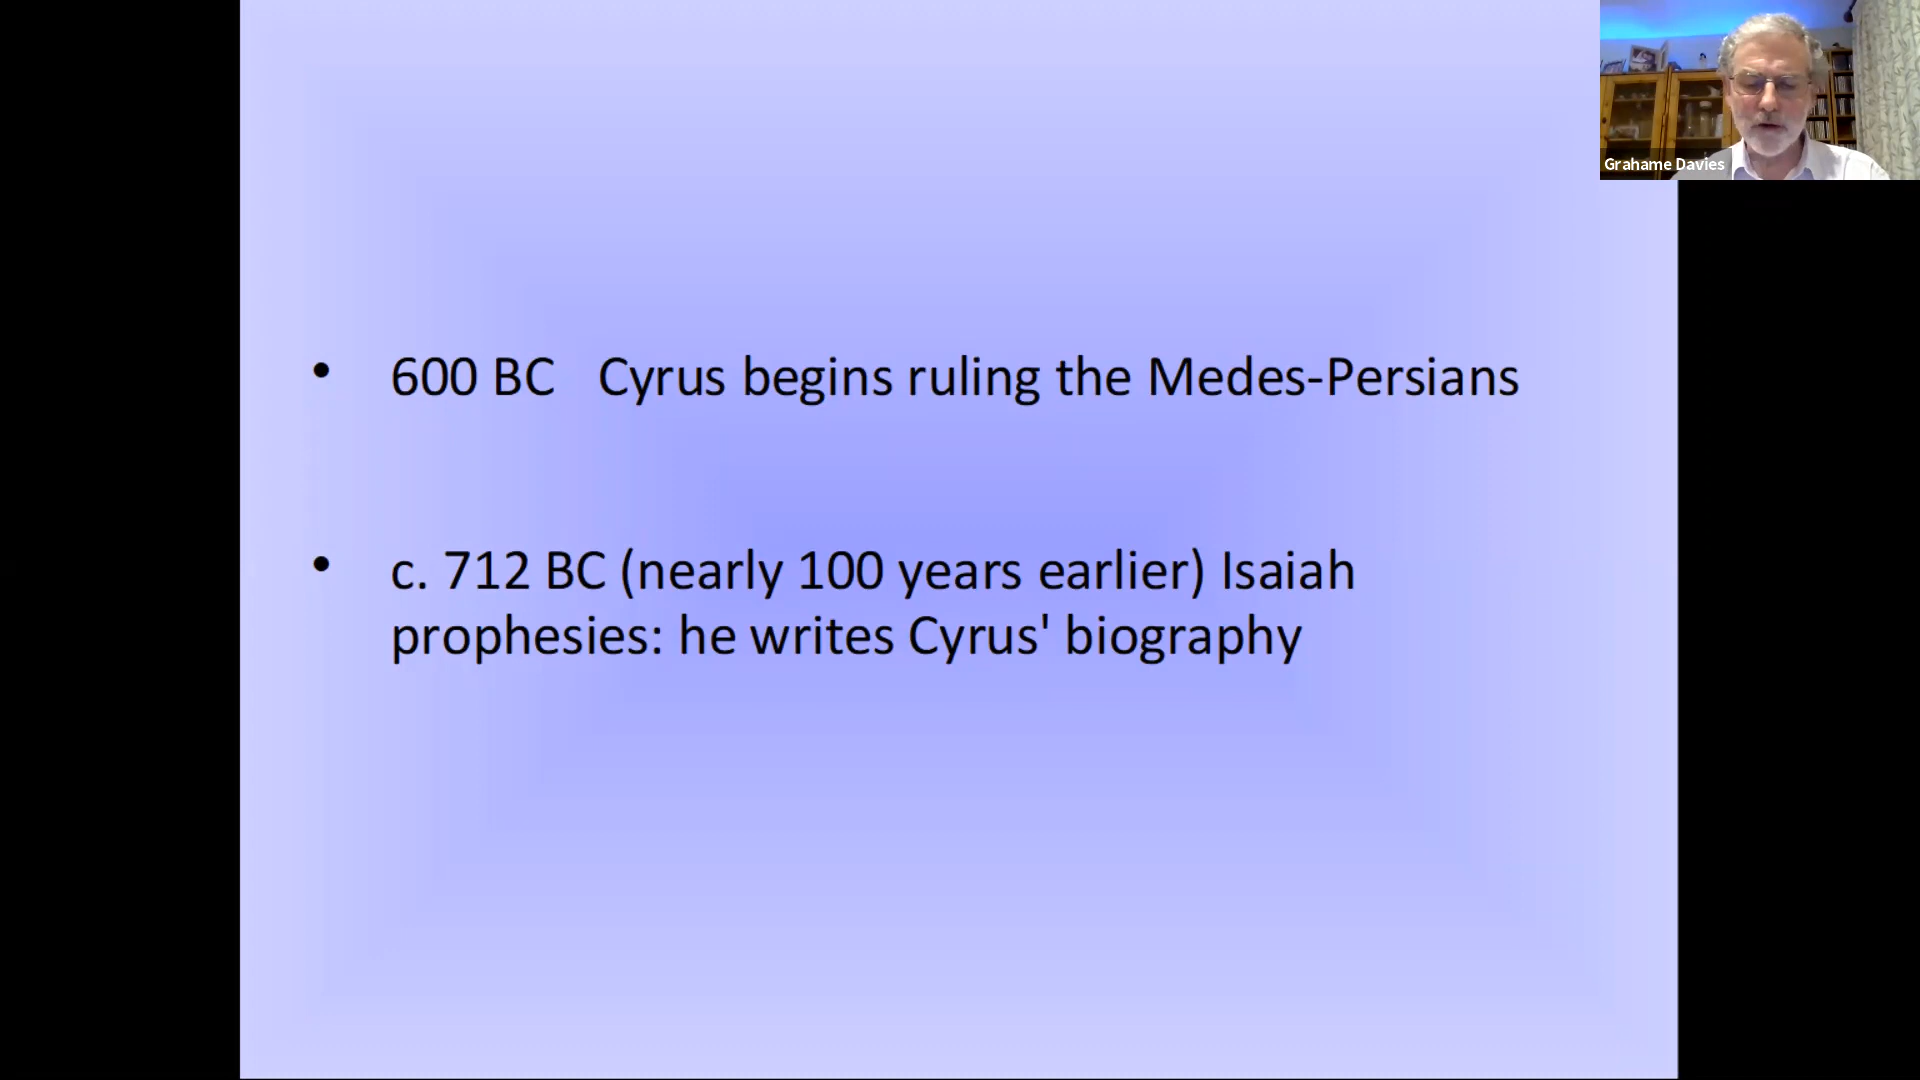 Grahame Davies
• 600 BC Cyrus begins ruling the Medes-Persians
• c. 712 BC (nearly 100 years earlier) Isaiah
prophesies: he writes Cyrus' biography